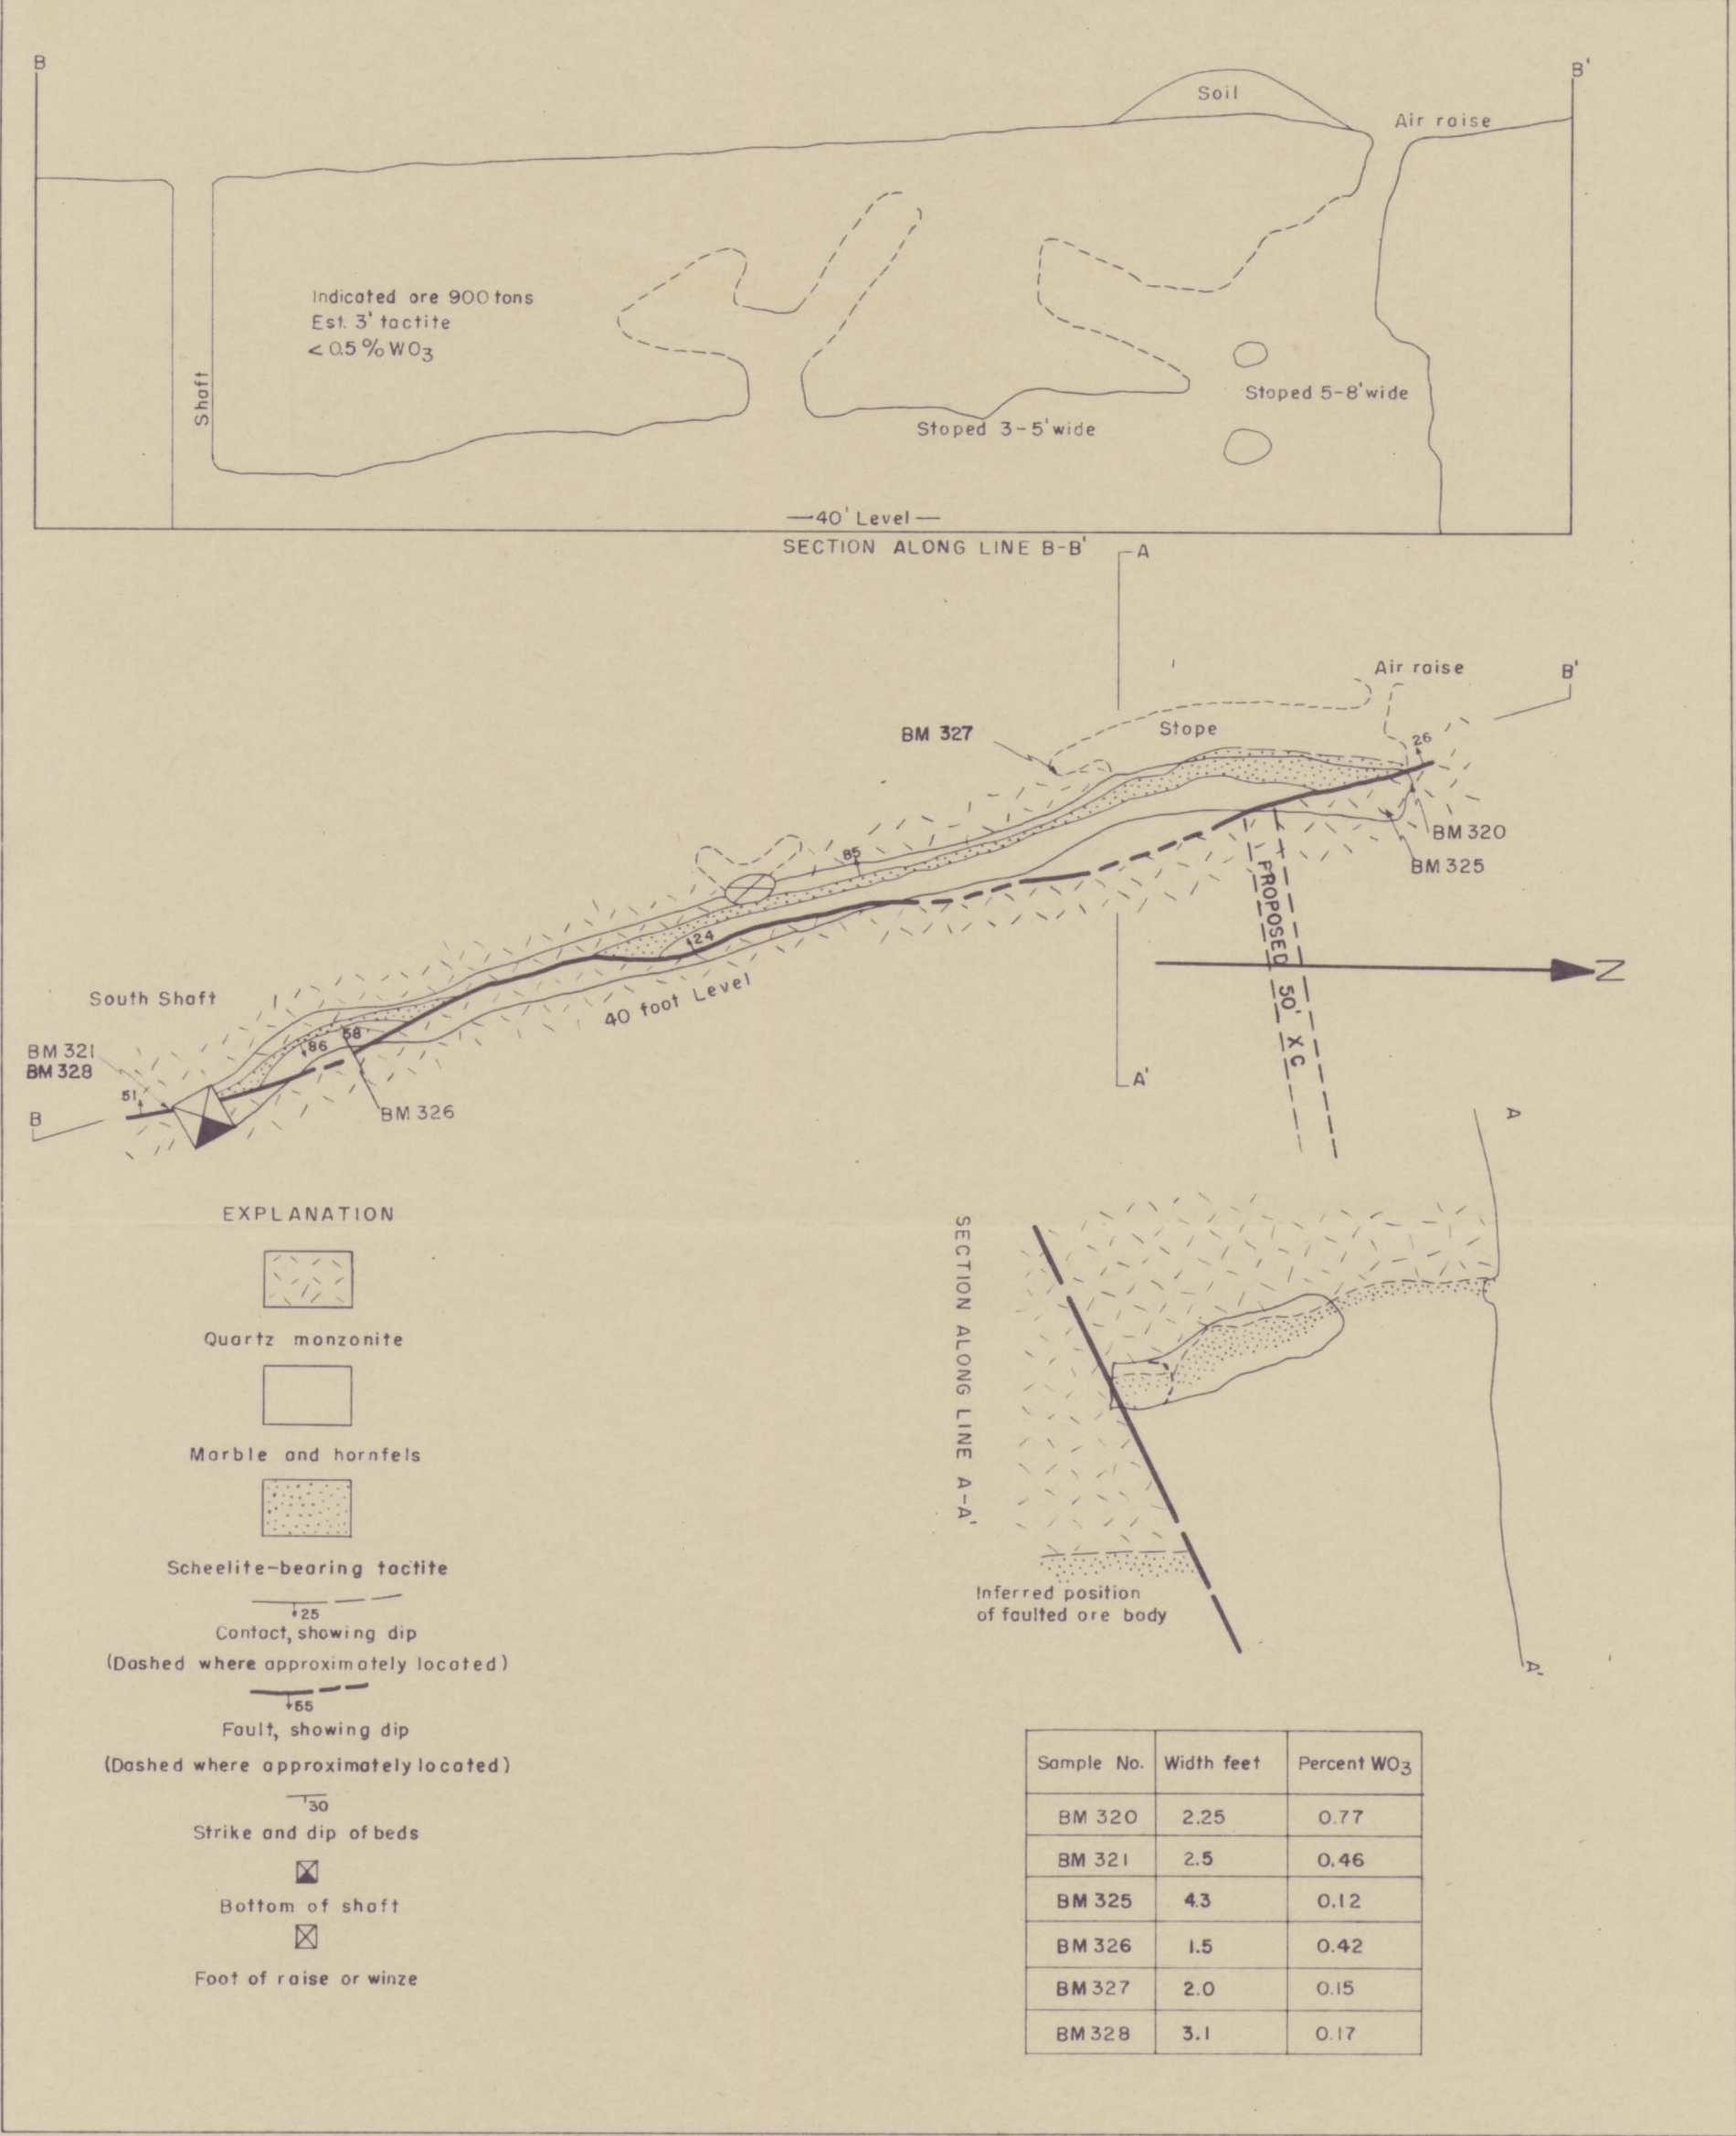 B
B'
Soil
Air raise
Indicated ore 900 tons
Est. 3' tactite
< 0.5 % WO3
Shaft
Stoped 5-8' wide
Stoped 3-5' wide
—40' Level—
SECTION ALONG LINE B-B'
A
Air raise
B'
BM 327
Stope
26
BM 320
BM 325
85
24
PROPOSED 50' XC
N
40 foot Level
South Shaft
BM 321
BM 328
58
86
51
B
BM 326
A'
A
EXPLANATION
Quartz monzonite
Marble and hornfels
Scheelite-bearing tactite
25
Contact, showing dip
(Dashed where approximately located)
55
Fault, showing dip
(Dashed where approximately located)
30
Strike and dip of beds
Bottom of shaft
Foot of raise or winze
SECTION ALONG LINE A-A'
Inferred position
of faulted ore body
A'
Sample No. Width feet Percent WO3
BM 320 2.25 0.77
BM 321 2.5 0.46
BM 325 4.3 0.12
BM 326 1.5 0.42
BM 327 2.0 0.15
BM 328 3.1 0.17